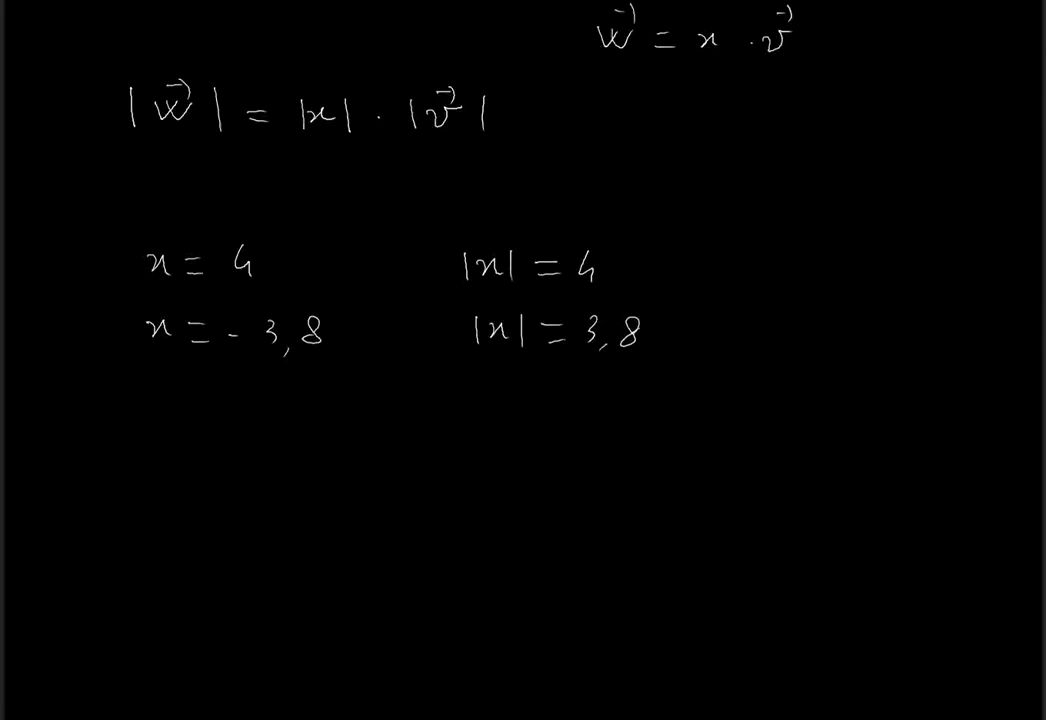 w⃗ = x · v⃗
|w⃗| = |x| · |v⃗|
x = 4 |x| = 4
x = - 3,8 |x| = 3,8